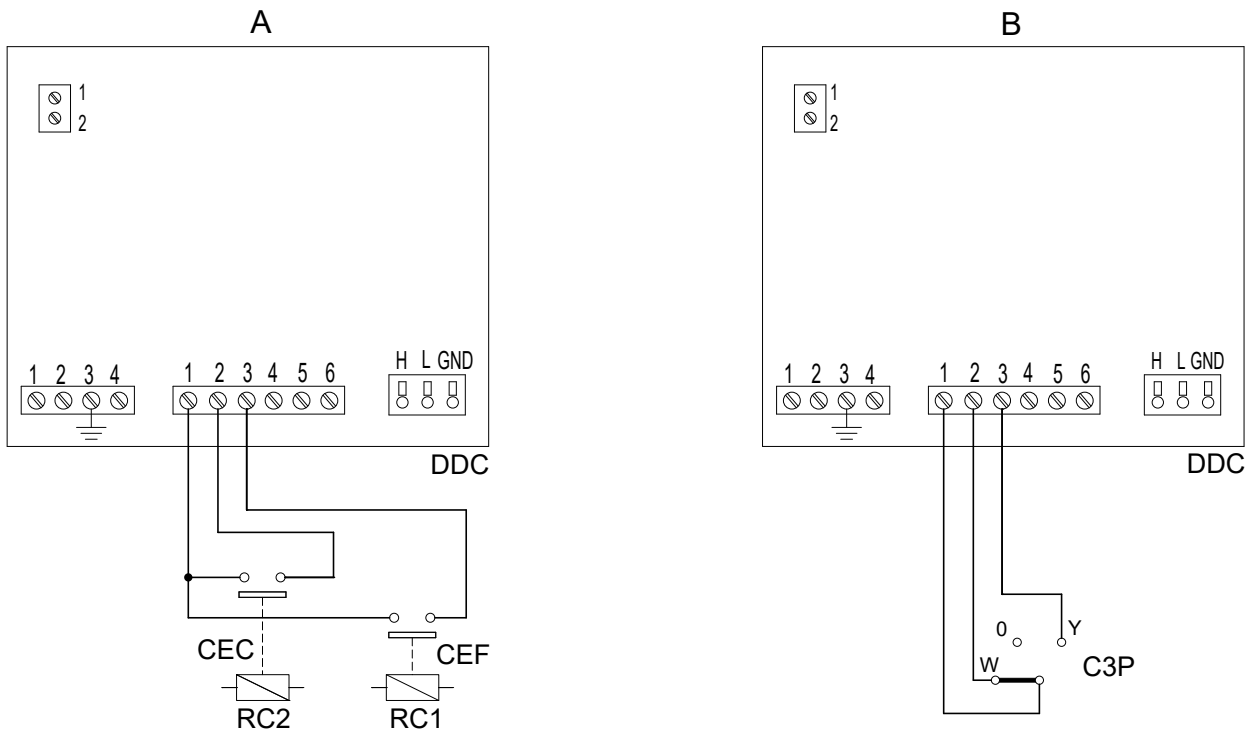 A
1
2
1 2 3 4
1 2 3 4 5 6
H L GND
DDC
CEC
CEF
RC2
RC1
B
1
2
1 2 3 4
1 2 3 4 5 6
H L GND
DDC
0
Y
W
C3P